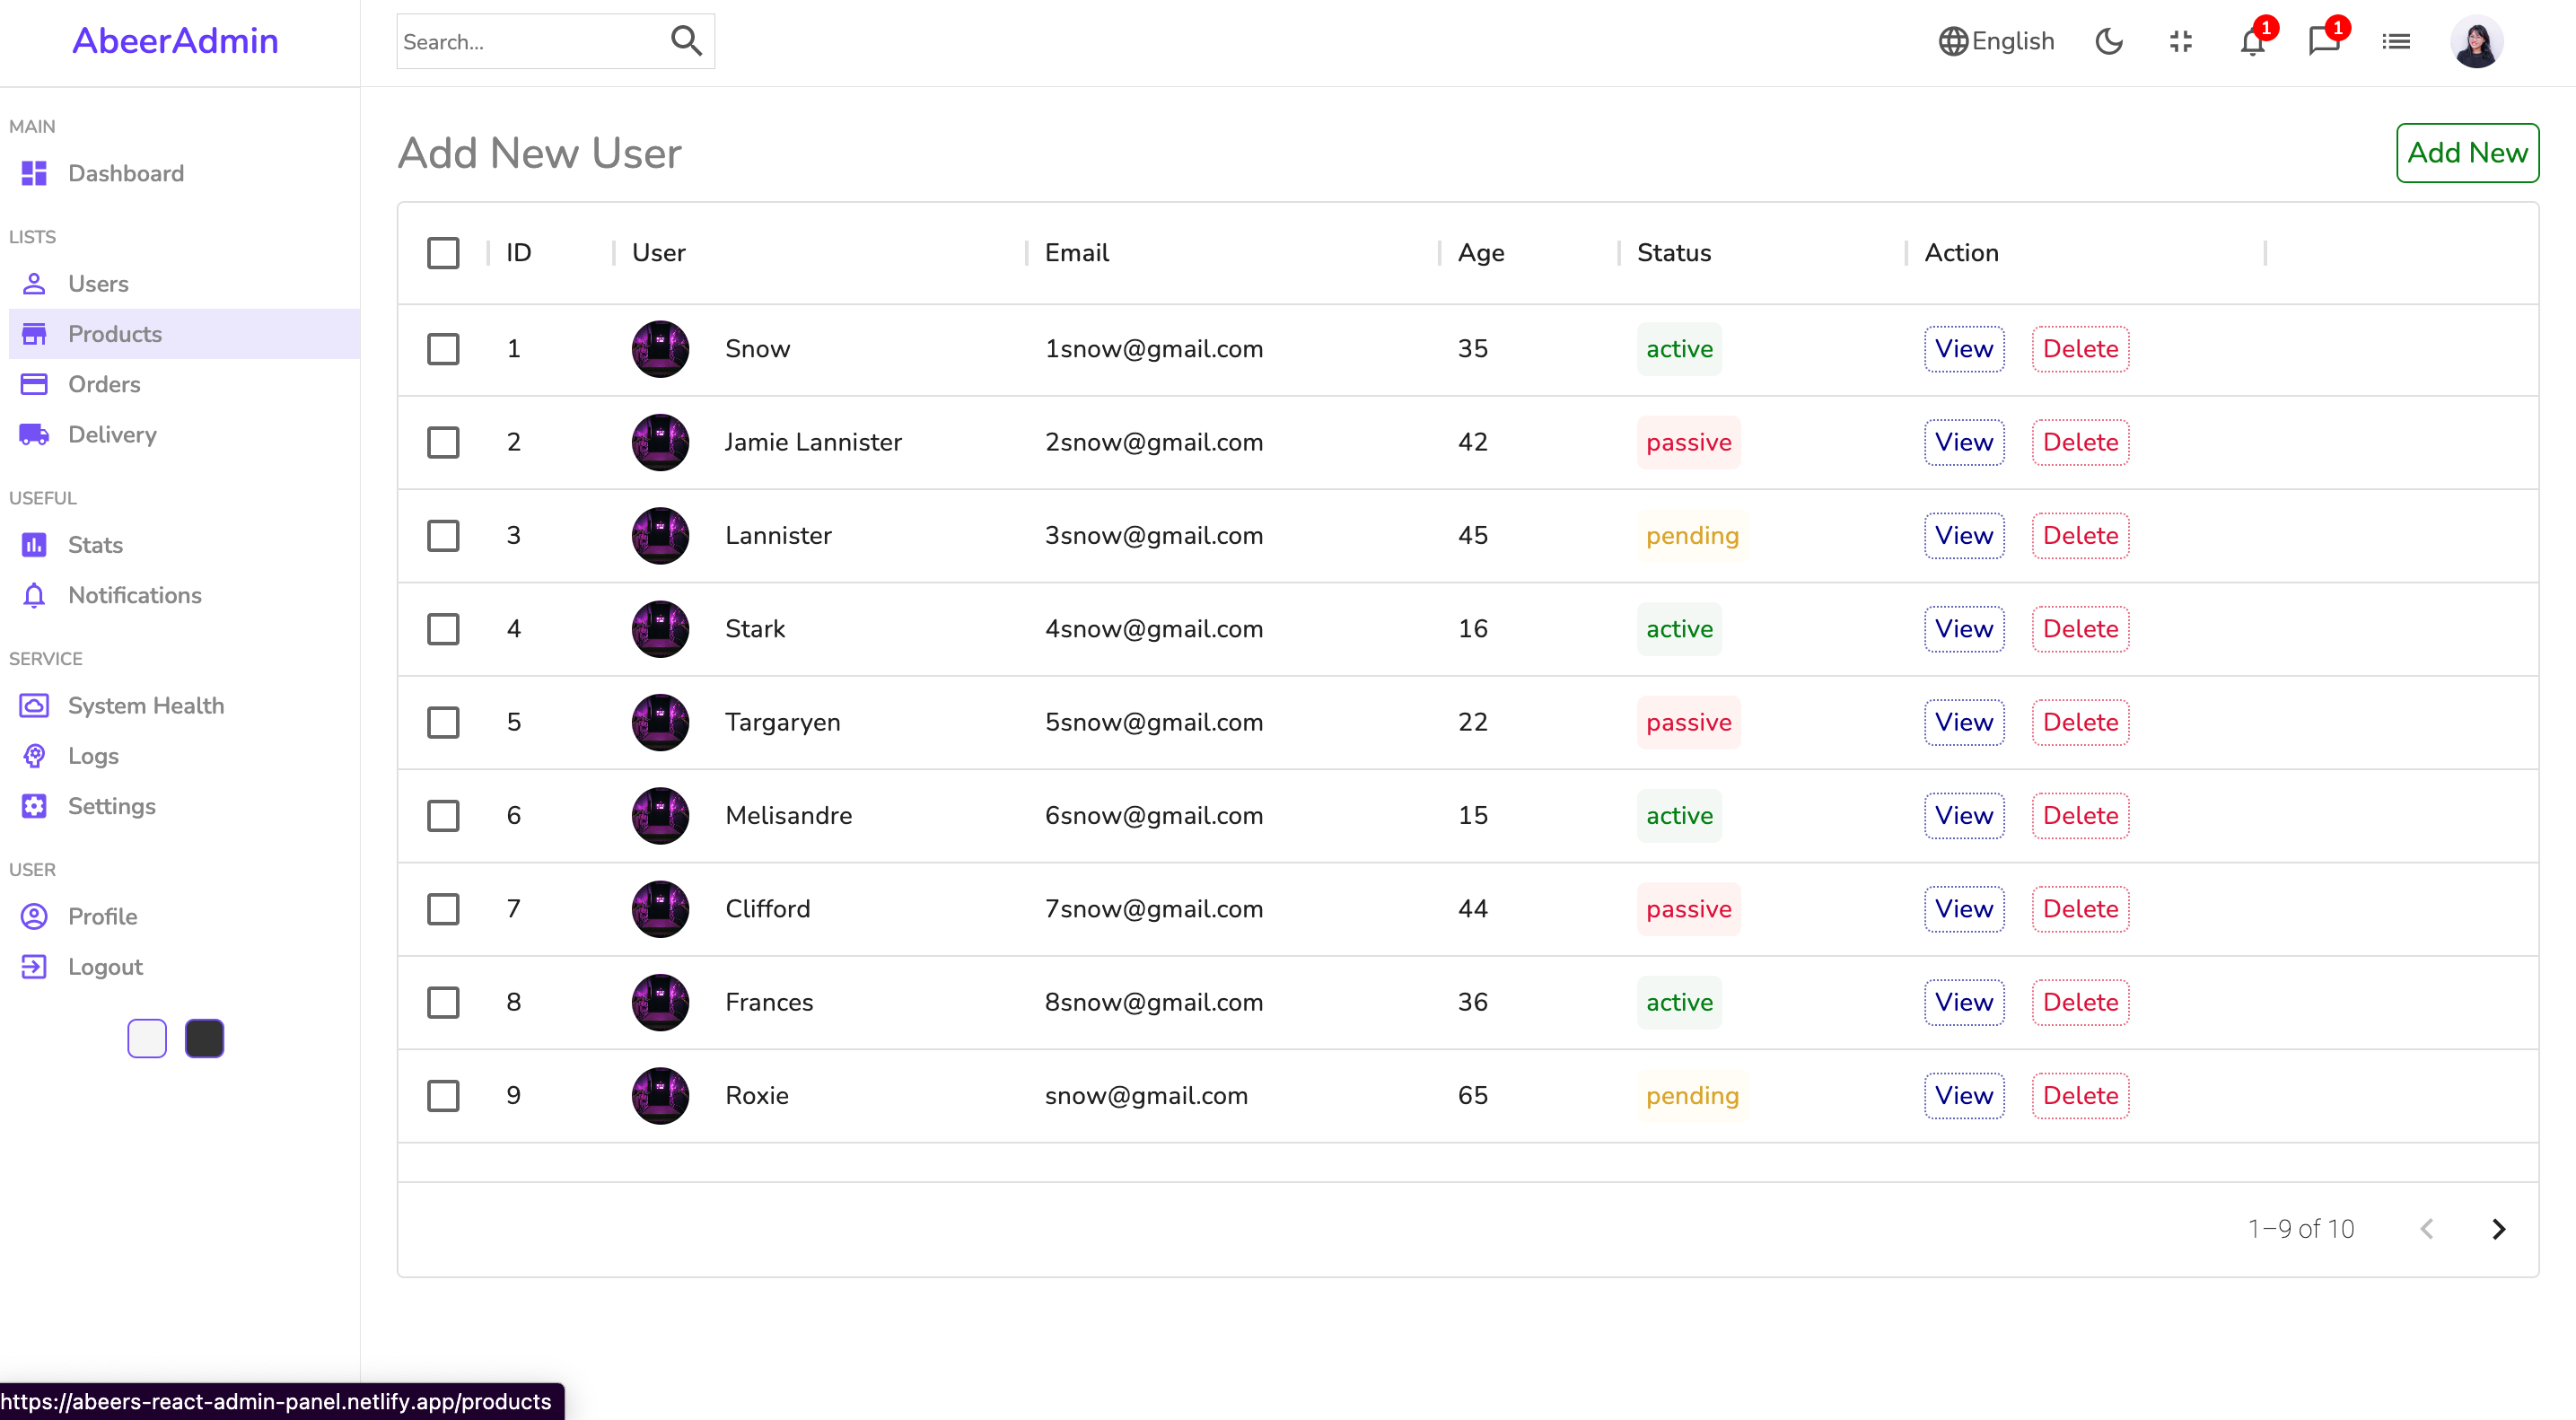 AbeerAdmin
Search...
English
1
1
MAIN
Dashboard
LISTS
Users
Products
Orders
Delivery
USEFUL
Stats
Notifications
SERVICE
System Health
Logs
Settings
USER
Profile
Logout
Add New User
Add New
ID User Email Age Status Action
1 Snow 1snow@gmail.com 35 active View Delete
2 Jamie Lannister 2snow@gmail.com 42 passive View Delete
3 Lannister 3snow@gmail.com 45 pending View Delete
4 Stark 4snow@gmail.com 16 active View Delete
5 Targaryen 5snow@gmail.com 22 passive View Delete
6 Melisandre 6snow@gmail.com 15 active View Delete
7 Clifford 7snow@gmail.com 44 passive View Delete
8 Frances 8snow@gmail.com 36 active View Delete
9 Roxie snow@gmail.com 65 pending View Delete
1–9 of 10
https://abeers-react-admin-panel.netlify.app/products